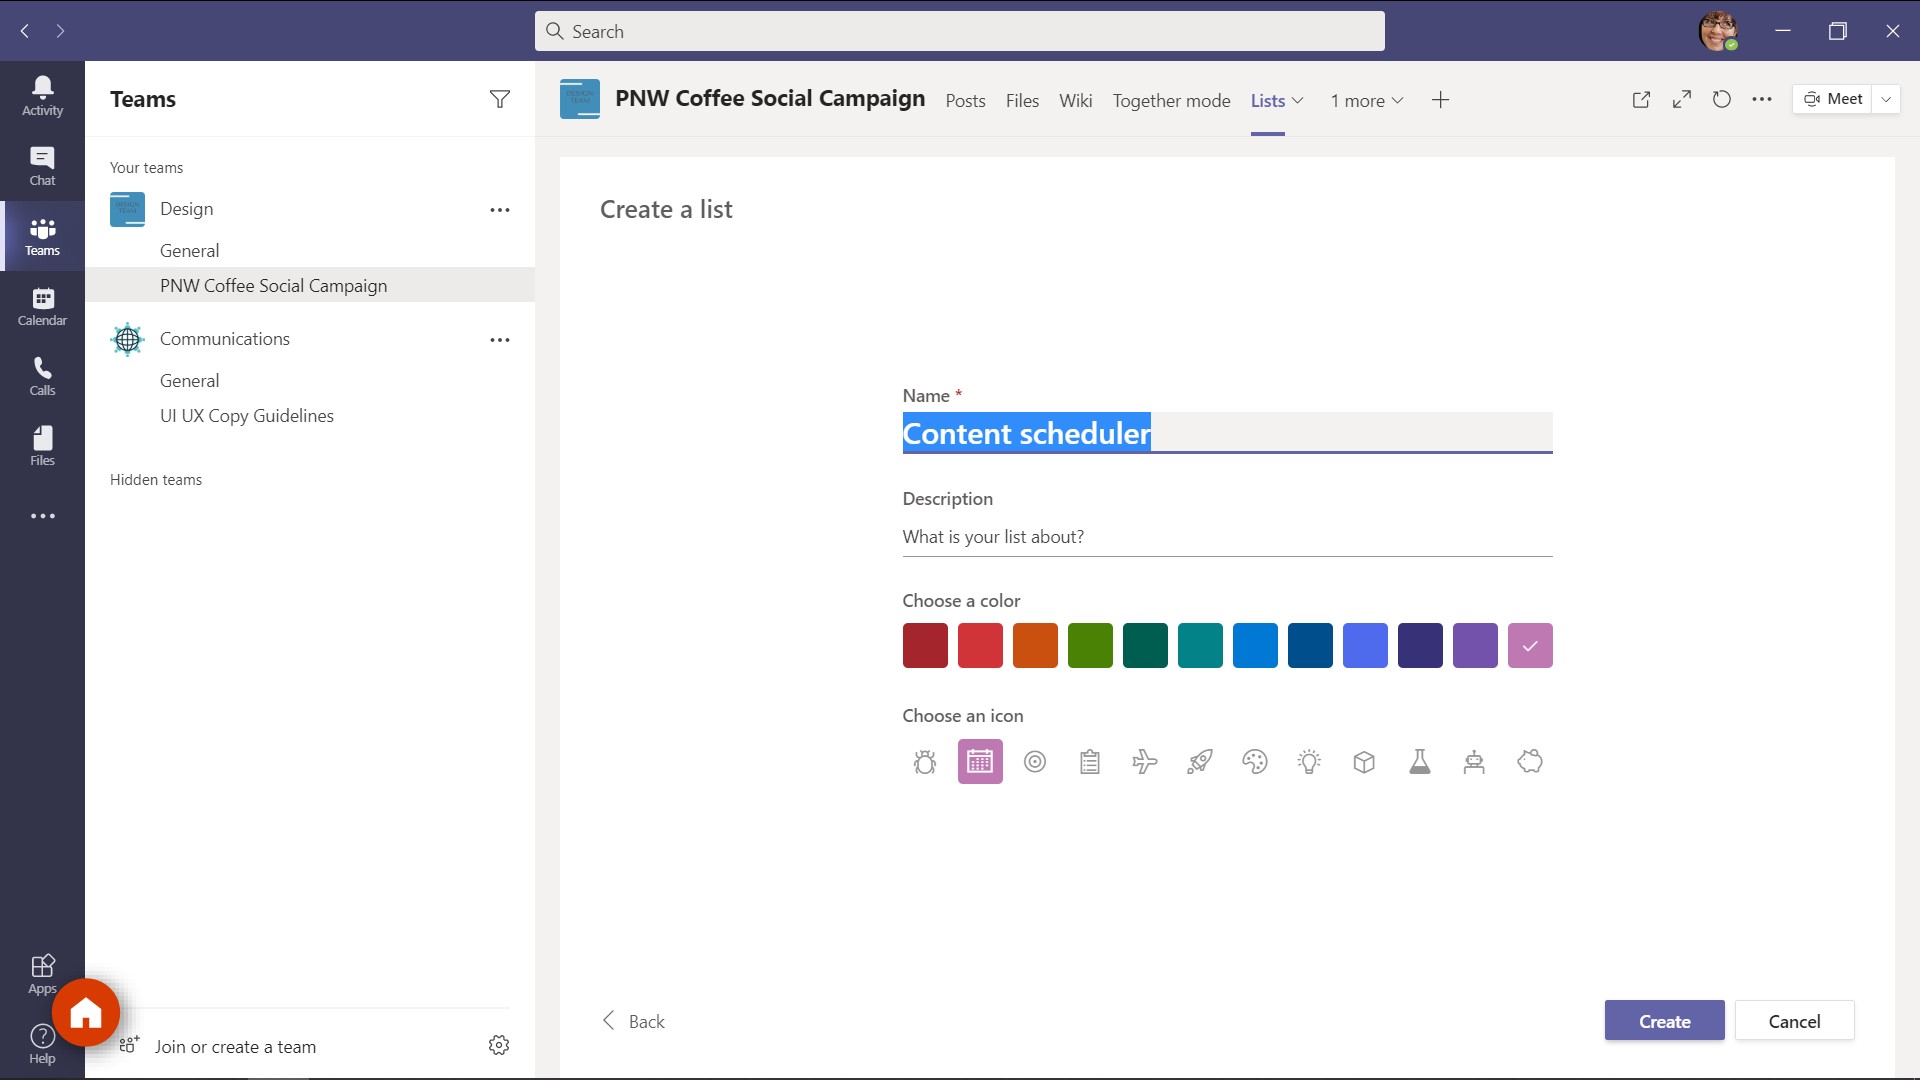 Search
Activity
Chat
Teams
Calendar
Calls
Files
Apps
Help
Teams
Your teams
Design
General
PNW Coffee Social Campaign
Communications
General
UI UX Copy Guidelines
Hidden teams
Join or create a team
DESIGN TEAM
PNW Coffee Social Campaign Posts Files Wiki Together mode Lists 1 more Meet
Create a list
Name *
Content scheduler
Description
What is your list about?
Choose a color
Choose an icon
Back
Create Cancel